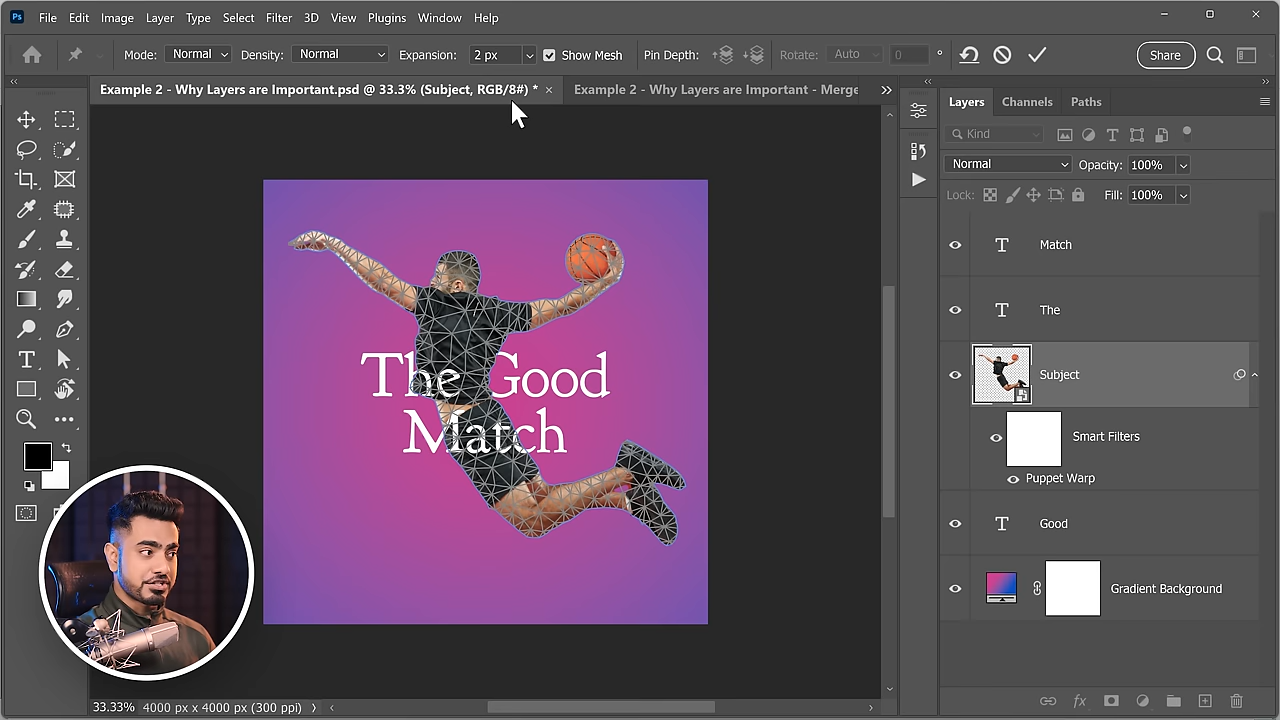 Ps File Edit Image Layer Type Select Filter 3D View Plugins Window Help
Mode: Normal Density: Normal Expansion: 2 px Show Mesh Pin Depth: Rotate: Auto 0 ° Share
Example 2 - Why Layers are Important.psd @ 33.3% (Subject, RGB/8#) * × Example 2 - Why Layers are Important - Merge
Layers Channels Paths
Kind
Normal Opacity: 100%
Lock: Fill: 100%
T Match
T The
Subject
Smart Filters
Puppet Warp
T Good
Gradient Background
The Good
Match
33.33% 4000 px x 4000 px (300 ppi)